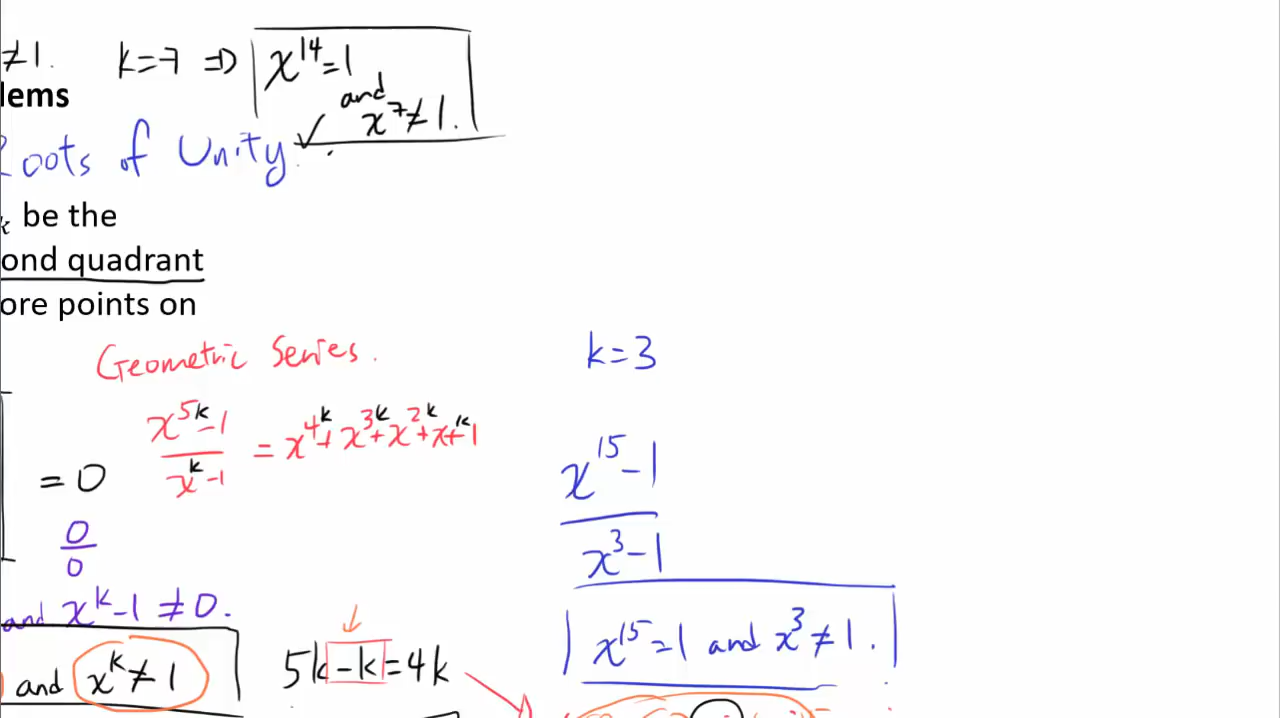 ≠1. k=7 ⇒ x^14=1
and
x^7≠1.
lems
✓
Roots of Unity
k be the
ond quadrant
ore points on
Geometric Series.
k=3
(x^{5k}-1)/(x^k-1) = x^{4k}+x^{3k}+x^{2k}+x^k+1
= 0
0/0
(x^15-1)/(x^3-1)
and x^k-1≠0.
x^15=1 and x^3≠1.
and x^k≠1
5k-k=4k